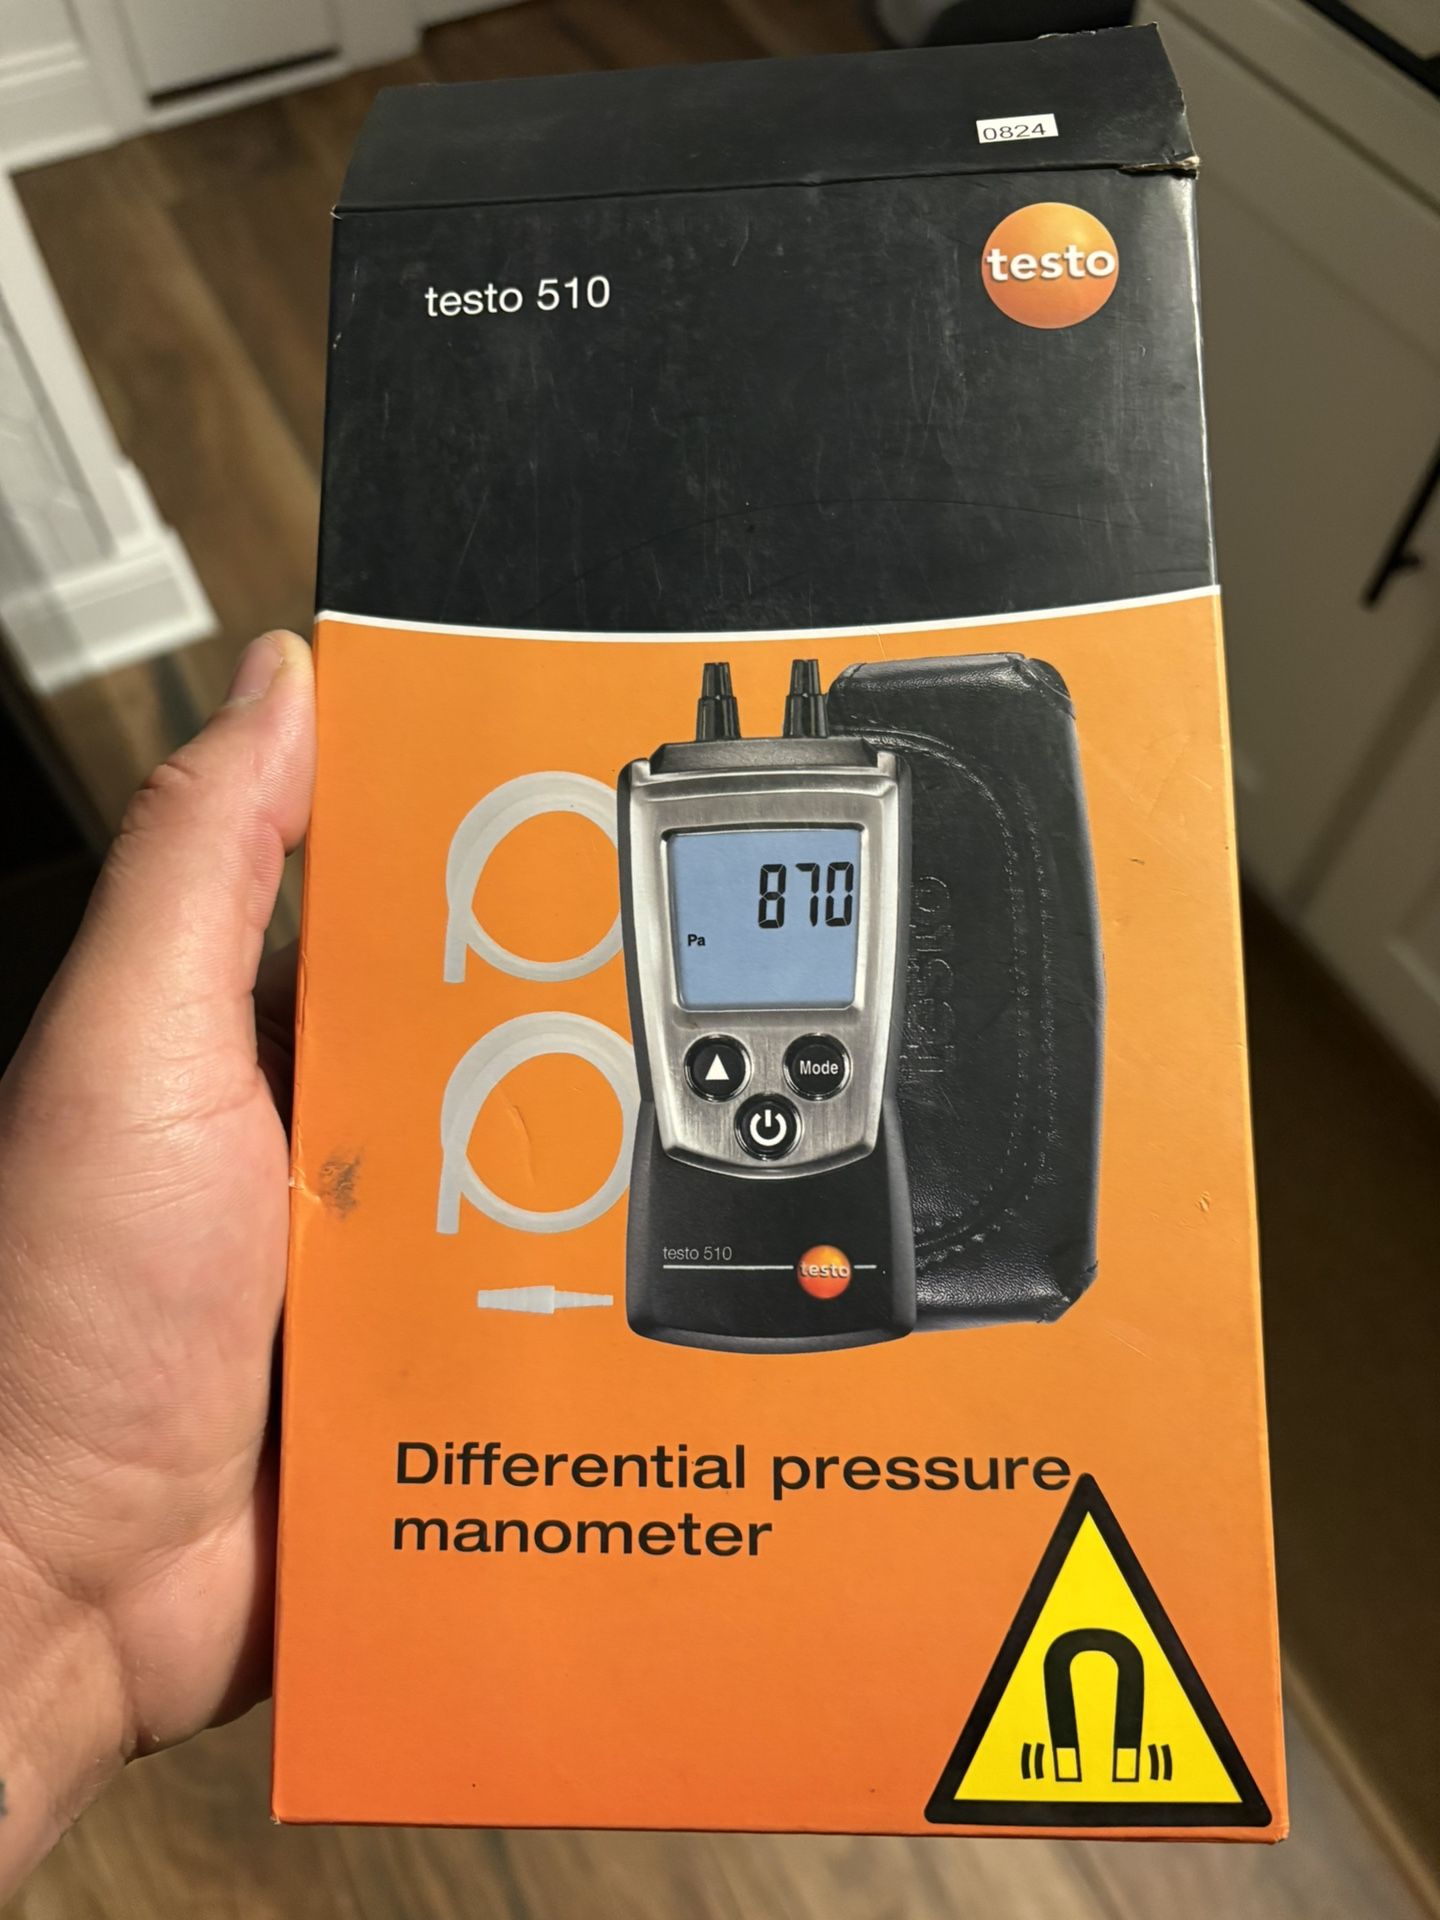 0824
testo 510
testo
870
Pa
Mode
testo
testo 510
testo
Differential pressure
manometer